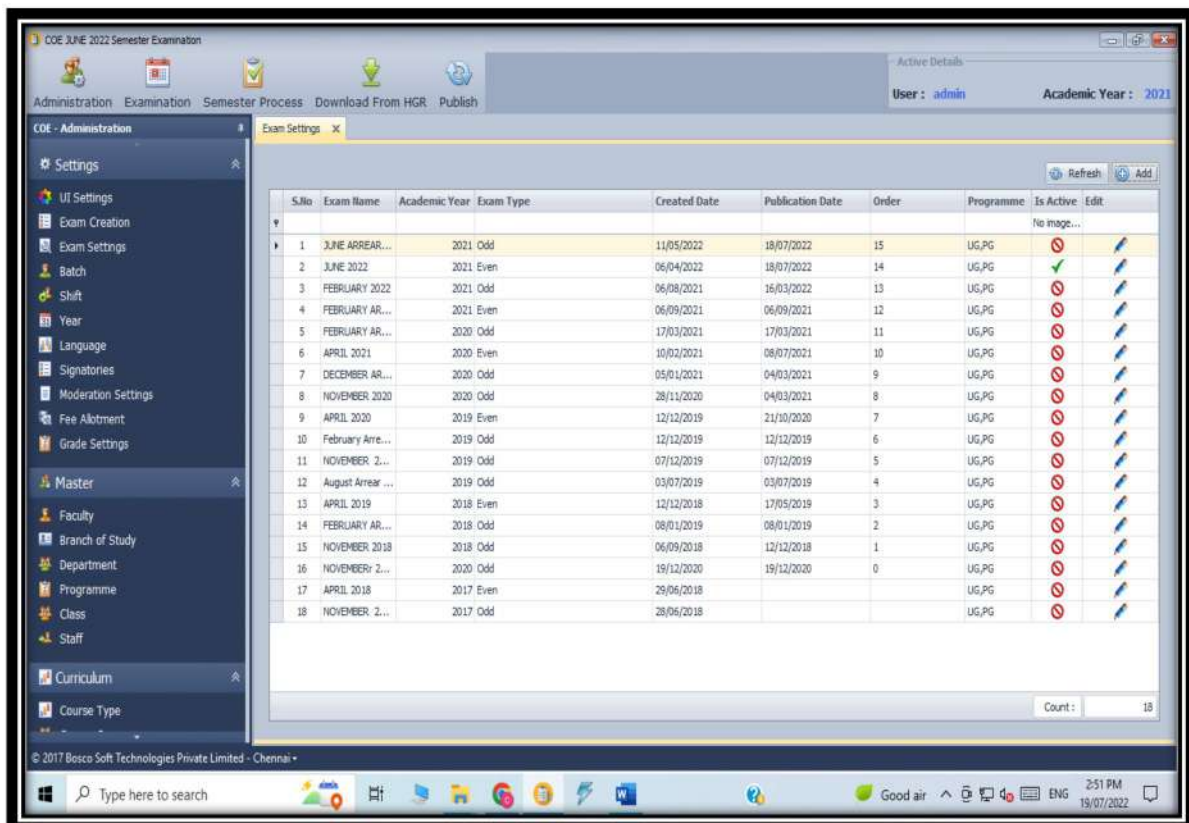 COE JUNE 2022 Semester Examination
Administration Examination Semester Process Download From HGR Publish
Active Details
User : admin Academic Year : 2021
COE - Administration
Exam Settings X
Settings
UI Settings
Exam Creation
Exam Settings
Batch
Shift
Year
Language
Signatories
Moderation Settings
Fee Allotment
Grade Settings
Master
Faculty
Branch of Study
Department
Programme
Class
Staff
Curriculum
Course Type
Refresh Add
S.No Exam Name Academic Year Exam Type Created Date Publication Date Order Programme Is Active Edit
No image...
1 JUNE ARREAR... 2021 Odd 11/05/2022 18/07/2022 15 UG,PG
2 JUNE 2022 2021 Even 06/04/2022 18/07/2022 14 UG,PG
3 FEBRUARY 2022 2021 Odd 06/08/2021 16/03/2022 13 UG,PG
4 FEBRUARY AR... 2021 Even 06/09/2021 06/09/2021 12 UG,PG
5 FEBRUARY AR... 2020 Odd 17/03/2021 17/03/2021 11 UG,PG
6 APRIL 2021 2020 Even 10/02/2021 08/07/2021 10 UG,PG
7 DECEMBER AR... 2020 Odd 05/01/2021 04/03/2021 9 UG,PG
8 NOVEMBER 2020 2020 Odd 28/11/2020 04/03/2021 8 UG,PG
9 APRIL 2020 2019 Even 12/12/2019 21/10/2020 7 UG,PG
10 February Arre... 2019 Odd 12/12/2019 12/12/2019 6 UG,PG
11 NOVEMBER 2... 2019 Odd 07/12/2019 07/12/2019 5 UG,PG
12 August Arrear ... 2019 Odd 03/07/2019 03/07/2019 4 UG,PG
13 APRIL 2019 2018 Even 12/12/2018 17/05/2019 3 UG,PG
14 FEBRUARY AR... 2018 Odd 08/01/2019 08/01/2019 2 UG,PG
15 NOVEMBER 2018 2018 Odd 06/09/2018 12/12/2018 1 UG,PG
16 NOVEMBERr 2... 2020 Odd 19/12/2020 19/12/2020 0 UG,PG
17 APRIL 2018 2017 Even 29/06/2018 UG,PG
18 NOVEMBER 2... 2017 Odd 28/06/2018 UG,PG
Count : 18
© 2017 Bosco Soft Technologies Private Limited - Chennai
Type here to search
Good air ENG 2:51 PM
19/07/2022